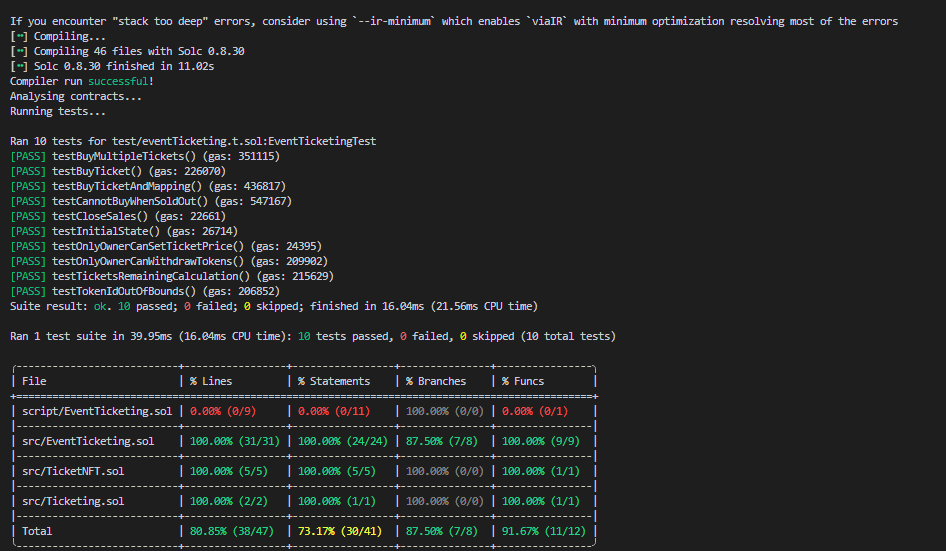 If you encounter "stack too deep" errors, consider using `--ir-minimum` which enables `viaIR` with minimum optimization resolving most of the errors
[⠒] Compiling...
[⠒] Compiling 46 files with Solc 0.8.30
[⠒] Solc 0.8.30 finished in 11.02s
Compiler run successful!
Analysing contracts...
Running tests...

Ran 10 tests for test/eventTicketing.t.sol:EventTicketingTest
[PASS] testBuyMultipleTickets() (gas: 351115)
[PASS] testBuyTicket() (gas: 226070)
[PASS] testBuyTicketAndMapping() (gas: 436817)
[PASS] testCannotBuyWhenSoldOut() (gas: 547167)
[PASS] testCloseSales() (gas: 22661)
[PASS] testInitialState() (gas: 26714)
[PASS] testOnlyOwnerCanSetTicketPrice() (gas: 24395)
[PASS] testOnlyOwnerCanWithdrawTokens() (gas: 209902)
[PASS] testTicketsRemainingCalculation() (gas: 215629)
[PASS] testTokenIdOutOfBounds() (gas: 206852)
Suite result: ok. 10 passed; 0 failed; 0 skipped; finished in 16.04ms (21.56ms CPU time)

Ran 1 test suite in 39.95ms (16.04ms CPU time): 10 tests passed, 0 failed, 0 skipped (10 total tests)

| File | % Lines | % Statements | % Branches | % Funcs |
| script/EventTicketing.sol | 0.00% (0/9) | 0.00% (0/11) | 100.00% (0/0) | 0.00% (0/1) |
| src/EventTicketing.sol | 100.00% (31/31) | 100.00% (24/24) | 87.50% (7/8) | 100.00% (9/9) |
| src/TicketNFT.sol | 100.00% (5/5) | 100.00% (5/5) | 100.00% (0/0) | 100.00% (1/1) |
| src/Ticketing.sol | 100.00% (2/2) | 100.00% (1/1) | 100.00% (0/0) | 100.00% (1/1) |
| Total | 80.85% (38/47) | 73.17% (30/41) | 87.50% (7/8) | 91.67% (11/12) |